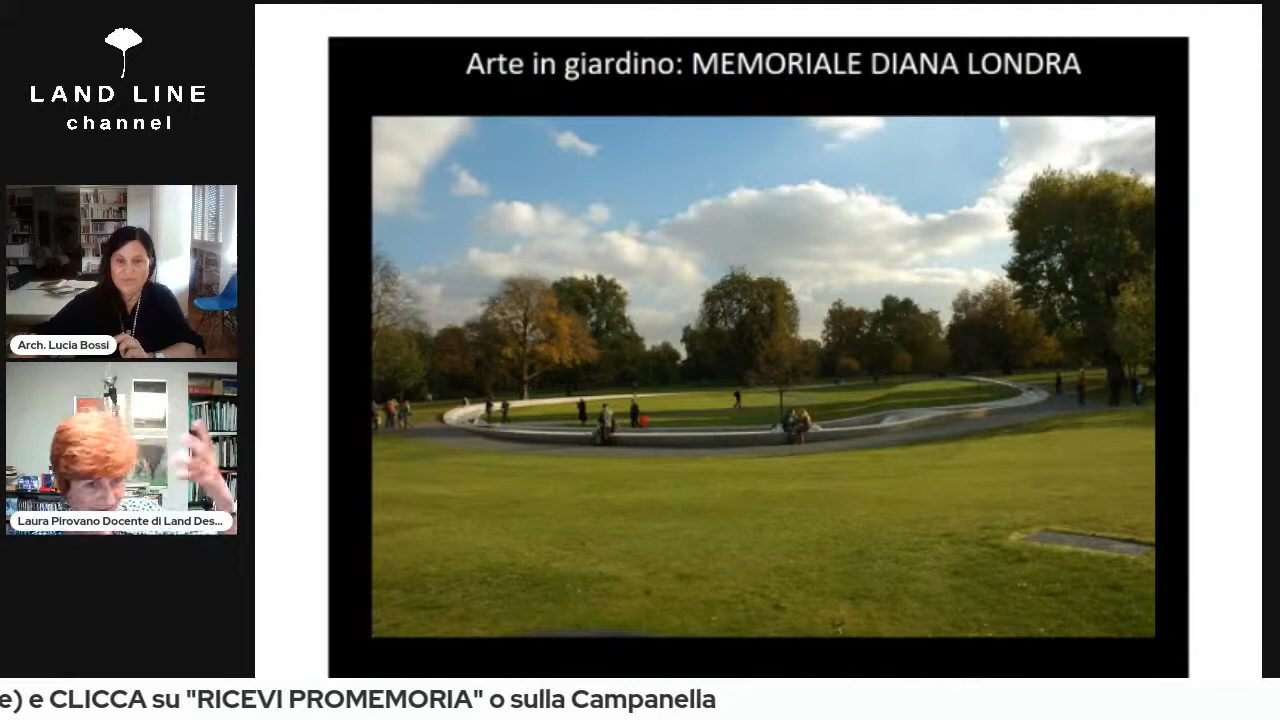 LAND LINE
channel
Arte in giardino: MEMORIALE DIANA LONDRA
Arch. Lucia Bossi
Laura Pirovano Docente di Land Des...
e) e CLICCA su "RICEVI PROMEMORIA" o sulla Campanella